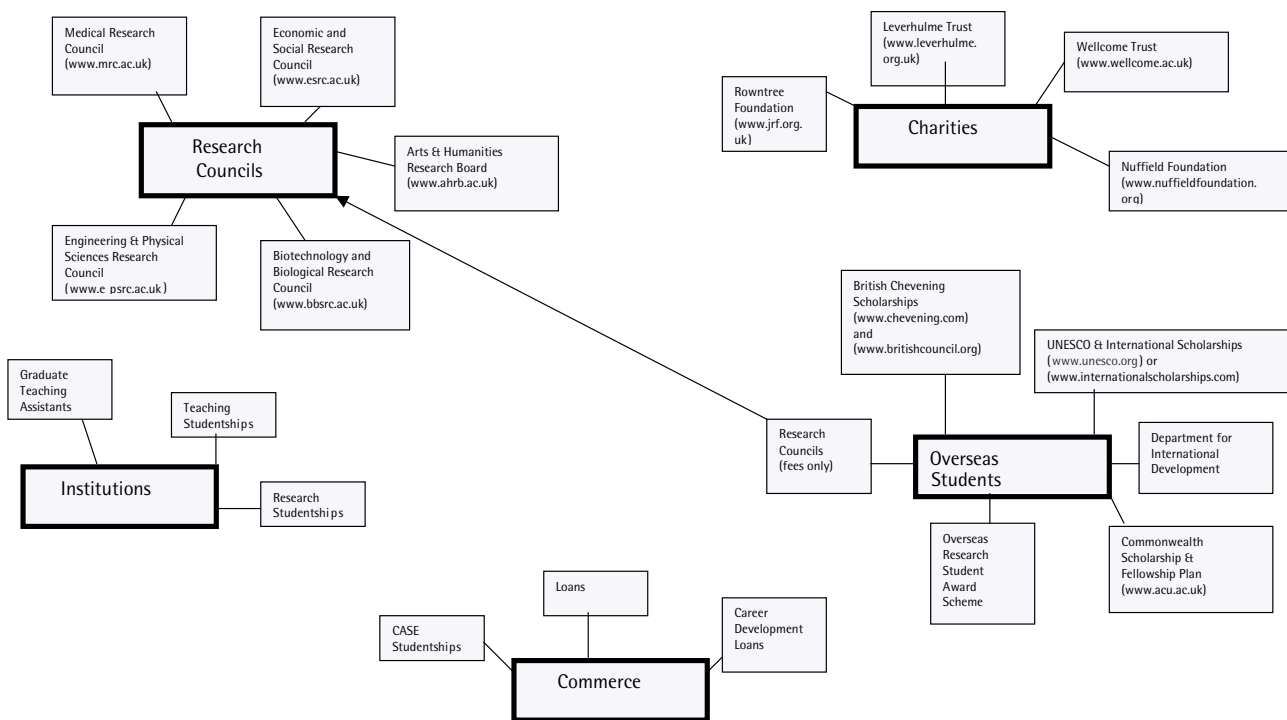 Medical Research
Council
(www.mrc.ac.uk)
Economic and
Social Research
Council
(www.esrc.ac.uk)
Research
Councils
Arts & Humanities
Research Board
(www.ahrb.ac.uk)
Engineering & Physical
Sciences Research
Council
(www.e psrc.ac.uk)
Biotechnology and
Biological Research
Council
(www.bbsrc.ac.uk)
Leverhulme Trust
(www.leverhulme.
org.uk)
Wellcome Trust
(www.wellcome.ac.uk)
Rowntree
Foundation
(www.jrf.org.
uk)
Charities
Nuffield Foundation
(www.nuffieldfoundation.
org)
British Chevening
Scholarships
(www.chevening.com)
and
(www.britishcouncil.org)
UNESCO & International Scholarships
(www.unesco.org) or
(www.internationalscholarships.com)
Research
Councils
(fees only)
Overseas
Students
Department for
International
Development
Overseas
Research
Student
Award
Scheme
Commonwealth
Scholarship &
Fellowship Plan
(www.acu.ac.uk)
Graduate
Teaching
Assistants
Teaching
Studentships
Institutions
Research
Studentships
Loans
CASE
Studentships
Career
Development
Loans
Commerce